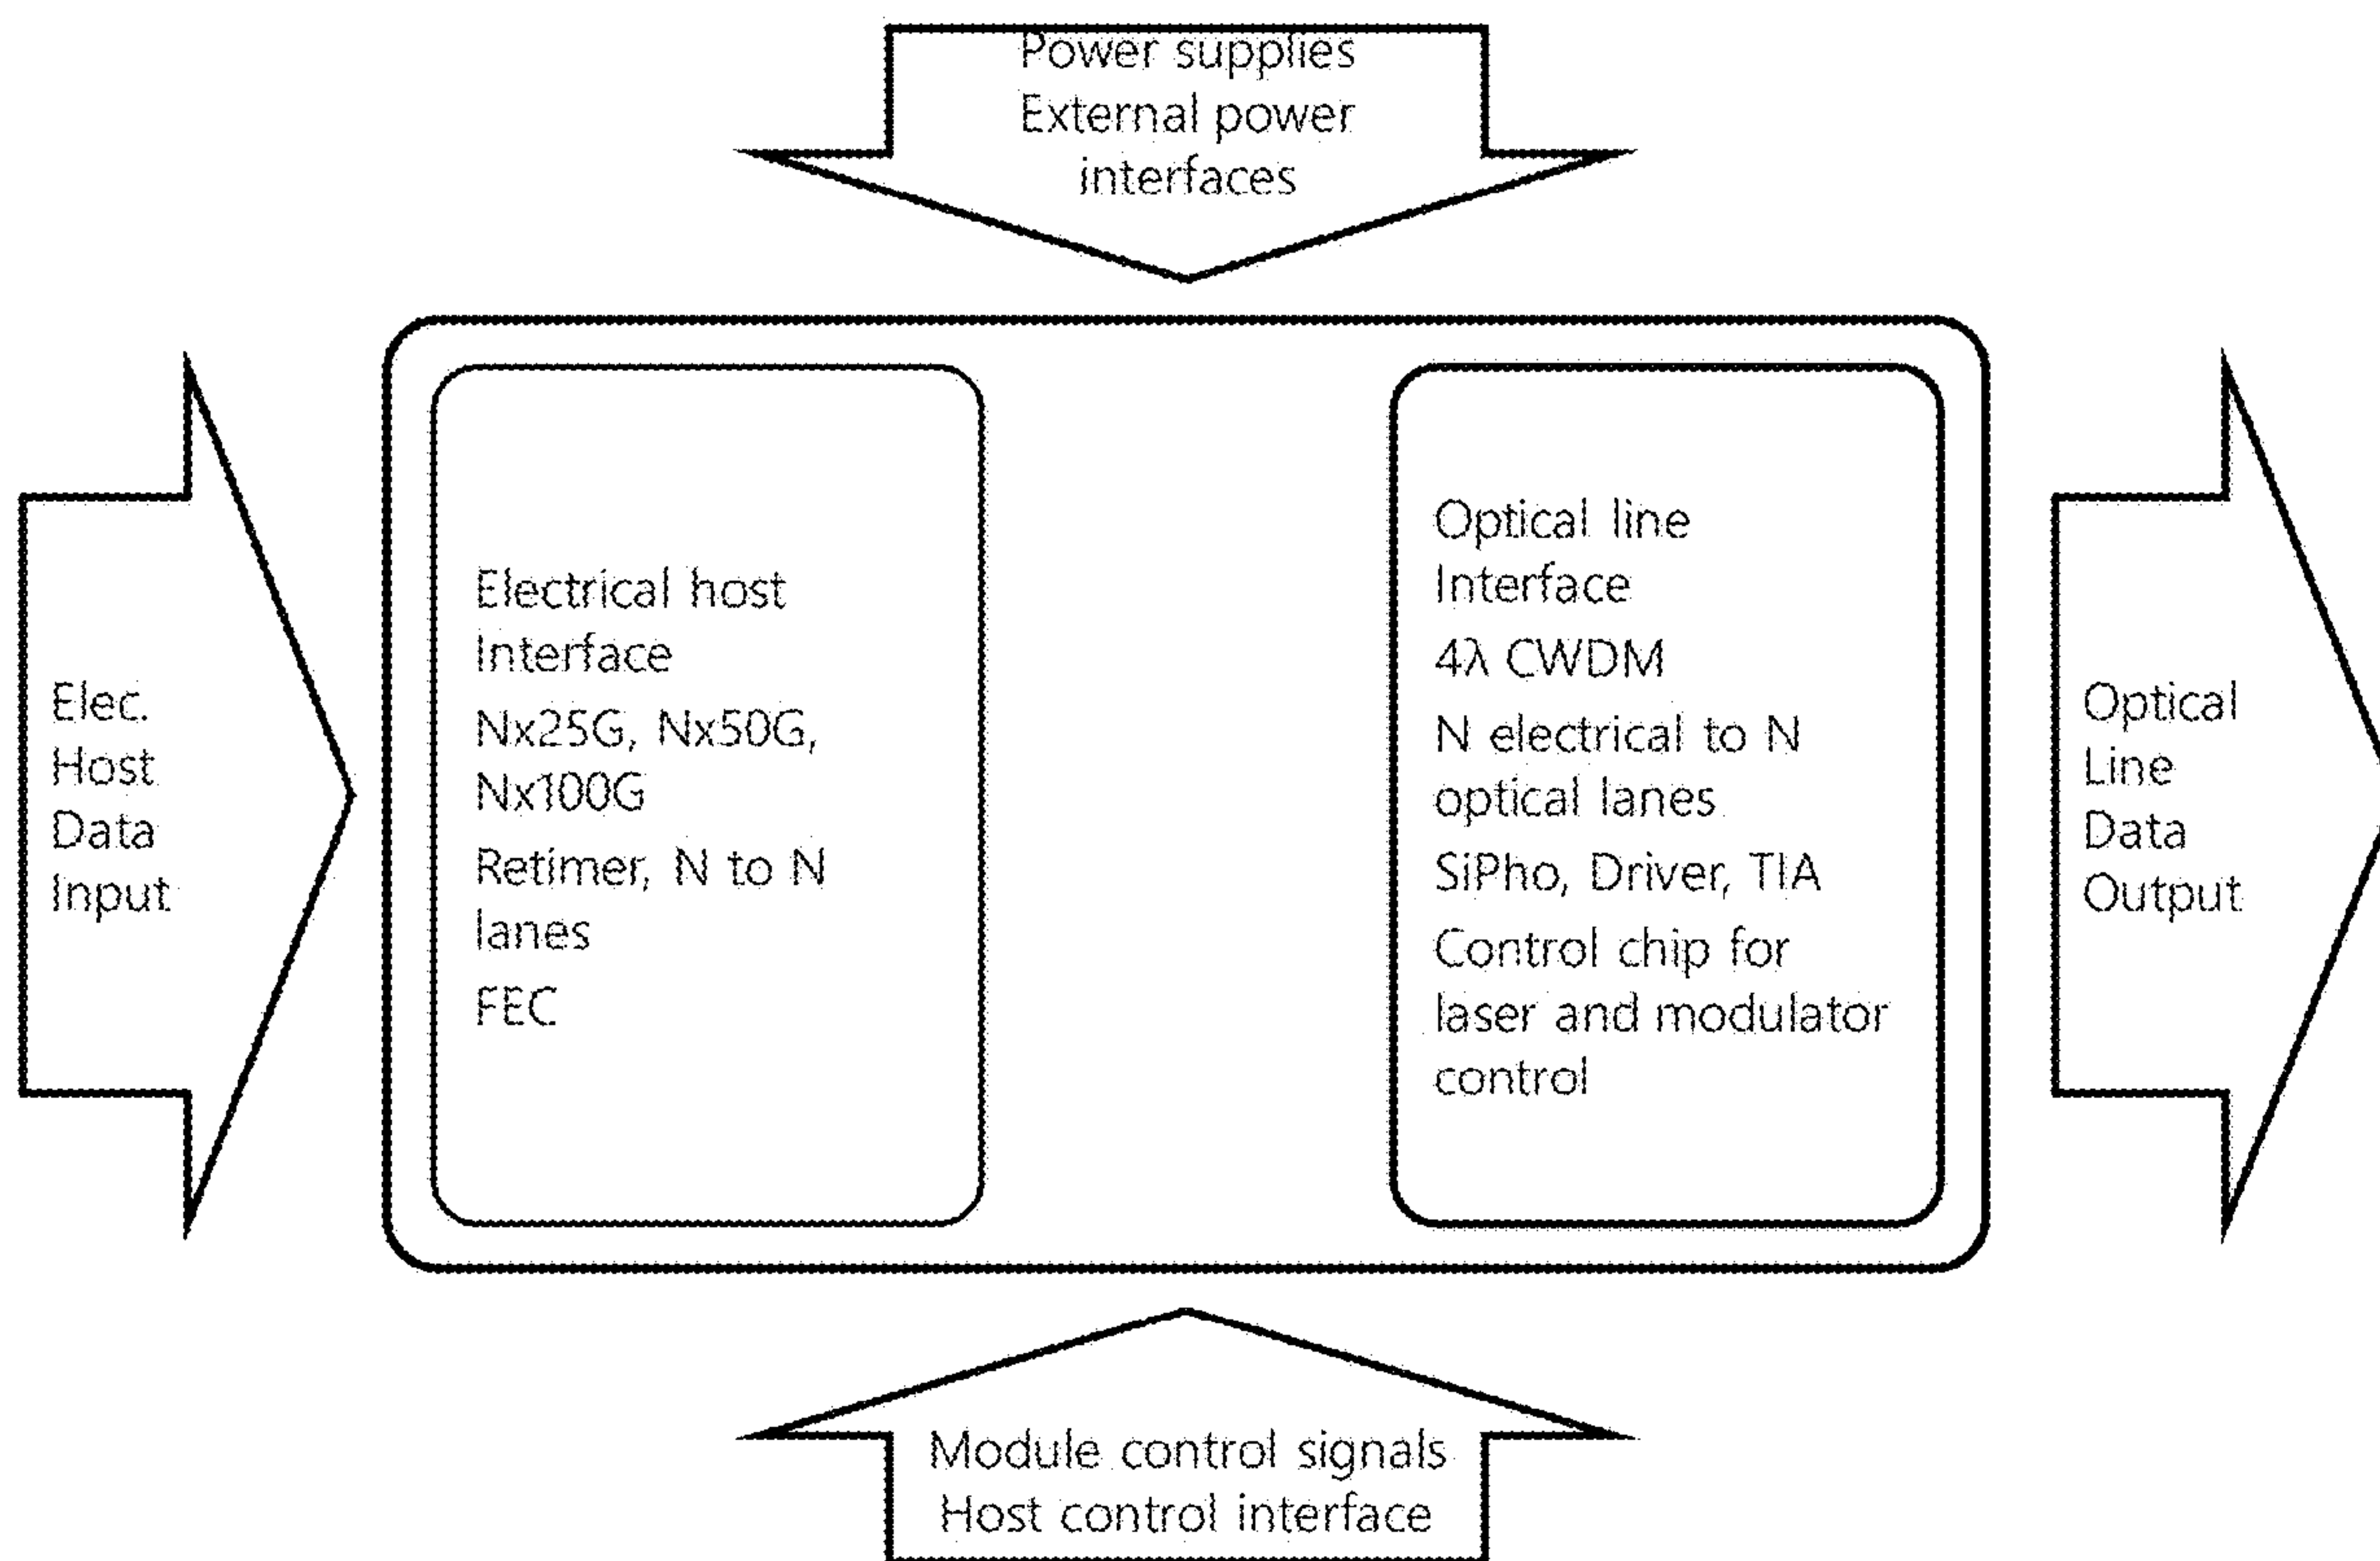 Power supplies
External power
interfaces
Elec.
Host
Data
Input
Electrical host
Interface
Nx25G, Nx50G,
Nx100G
Retimer, N to N
lanes
FEC
Optical line
Interface
4λ CWDM
N electrical to N
optical lanes
SiPho, Driver, TIA
Control chip for
laser and modulator
control
Optical
Line
Data
Output
Module control signals
Host control interface